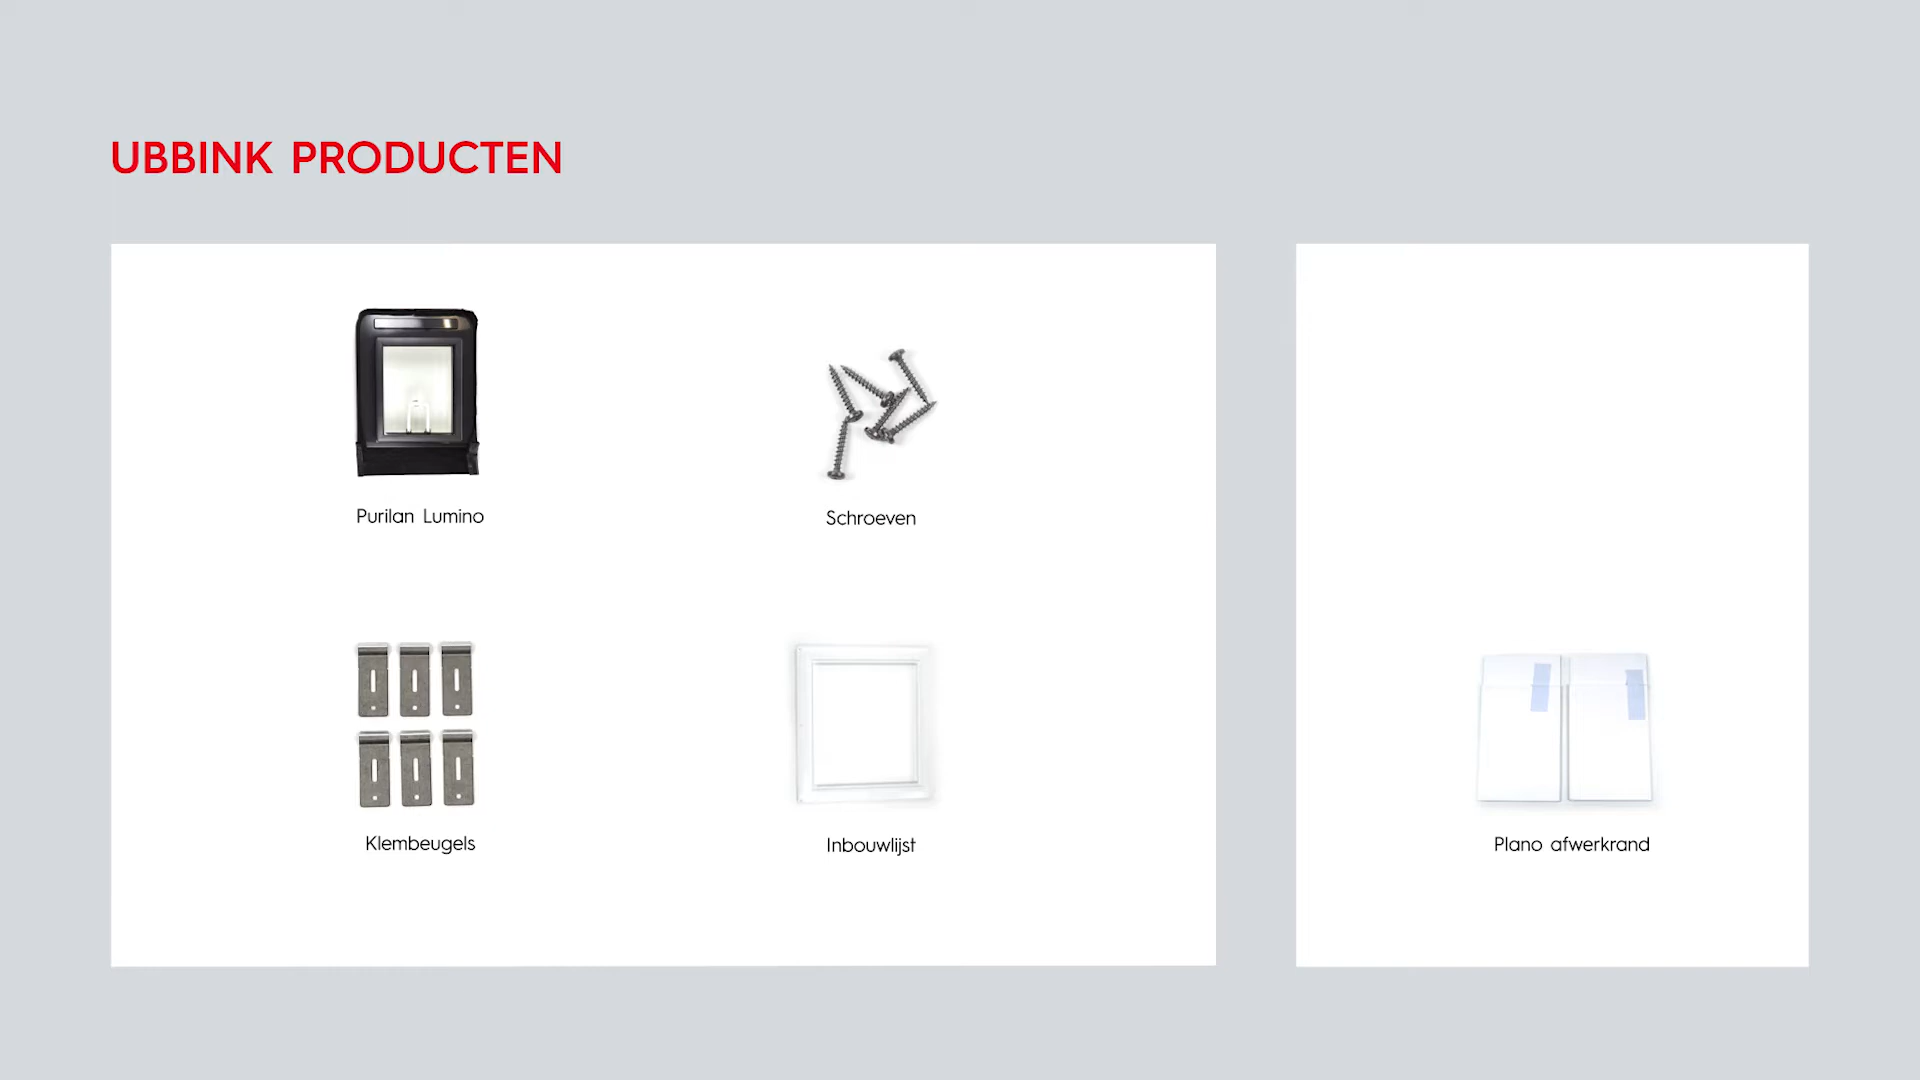 UBBINK PRODUCTEN
Purilan Lumino
Schroeven
Klembeugels
Inbouwlijst
Plano afwerkrand